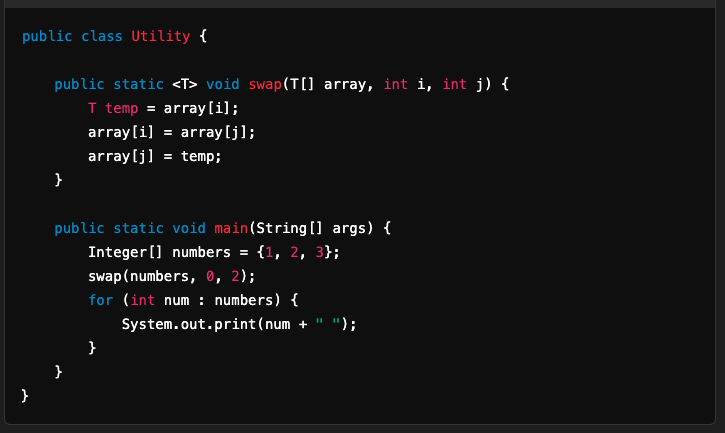 public class Utility {
public static <T> void swap(T[] array, int i, int j) {
T temp = array[i];
array[i] = array[j];
array[j] = temp;
}
public static void main(String[] args) {
Integer[] numbers = {1, 2, 3};
swap(numbers, 0, 2);
for (int num : numbers) {
System.out.print(num + " ");
}
}
}